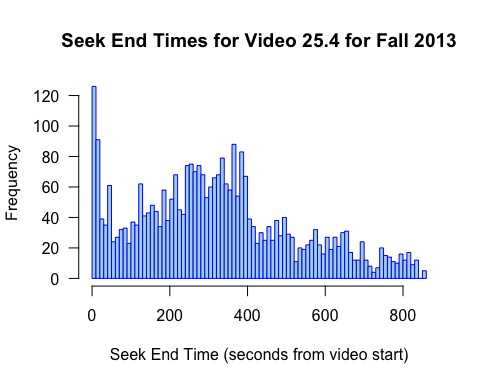 Seek End Times for Video 25.4 for Fall 2013
Frequency
120
100
80
60
40
20
0
0 200 400 600 800
Seek End Time (seconds from video start)